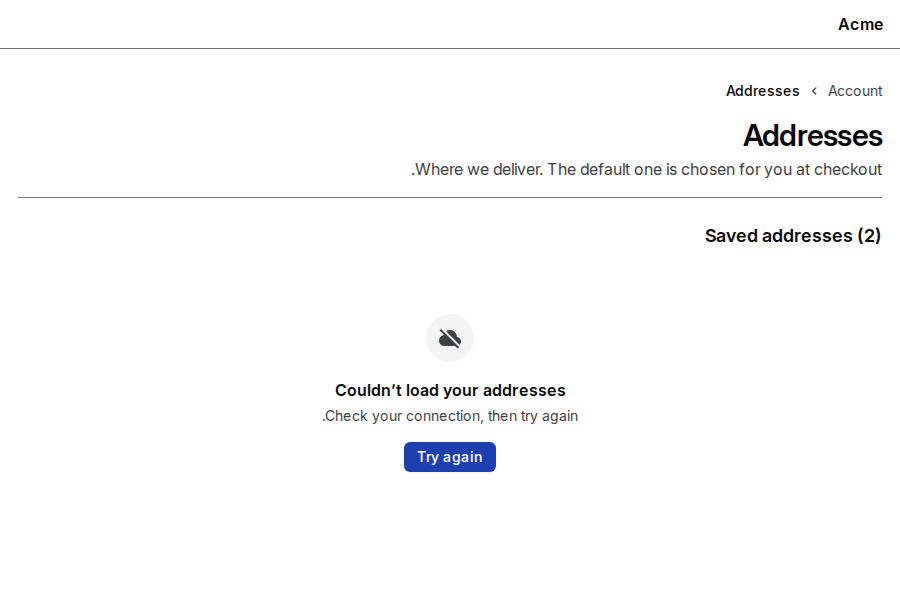 Acme
Account
Addresses
Addresses
Where we deliver. The default one is chosen for you at checkout.
Saved addresses (2)
Couldn’t load your addresses
Check your connection, then try again.
Try again